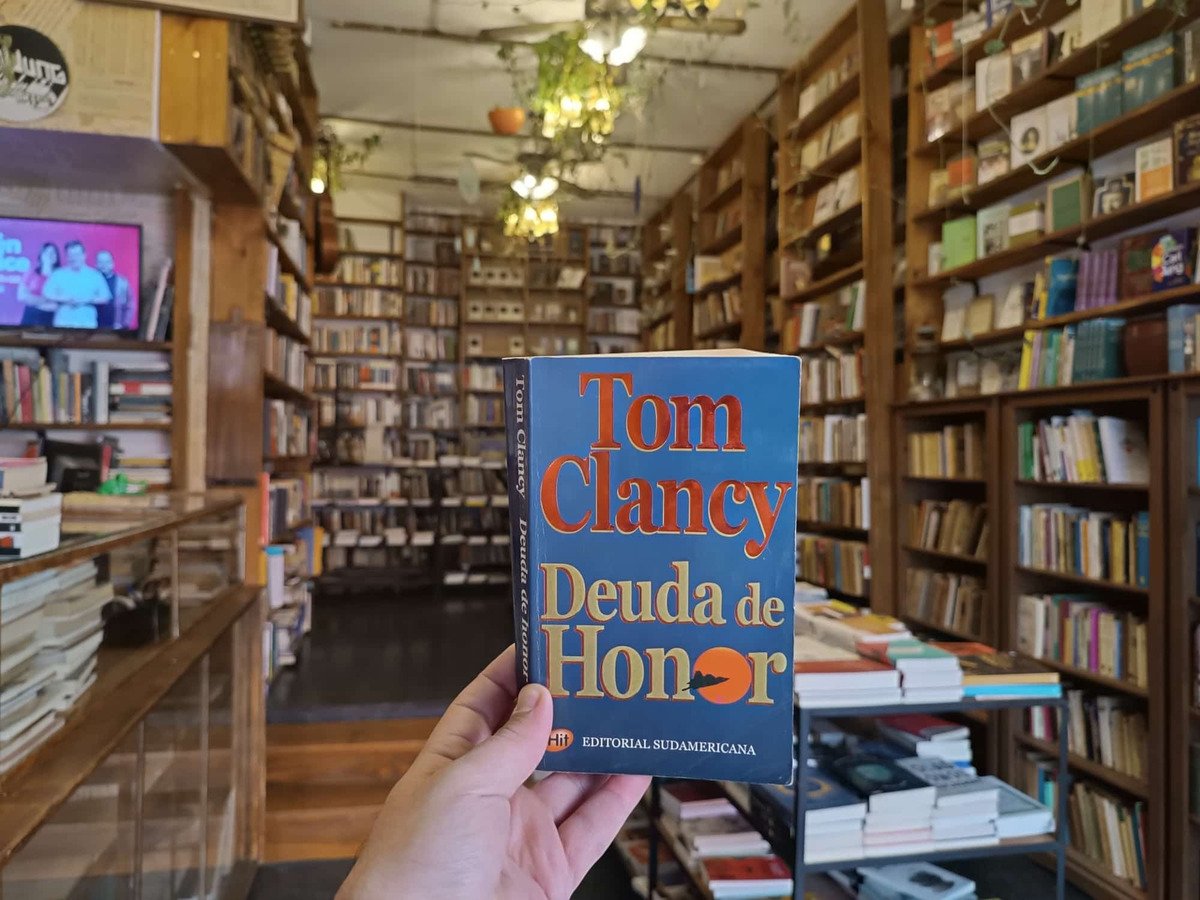 Tom
Clancy
Deuda de
Honor
Hit
EDITORIAL SUDAMERICANA
Tom Clancy Deuda de honor